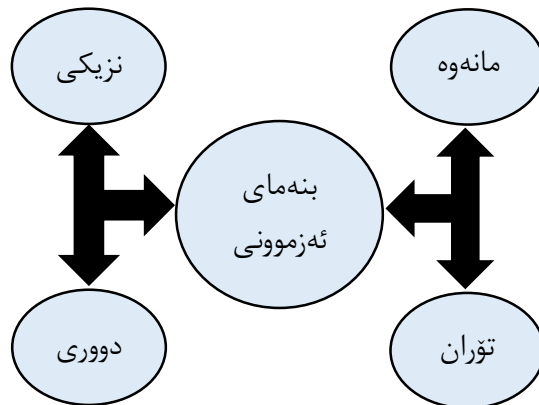 مانەوە
نزیکی
بنەمای
ئەزموونی
تۆران
دووری